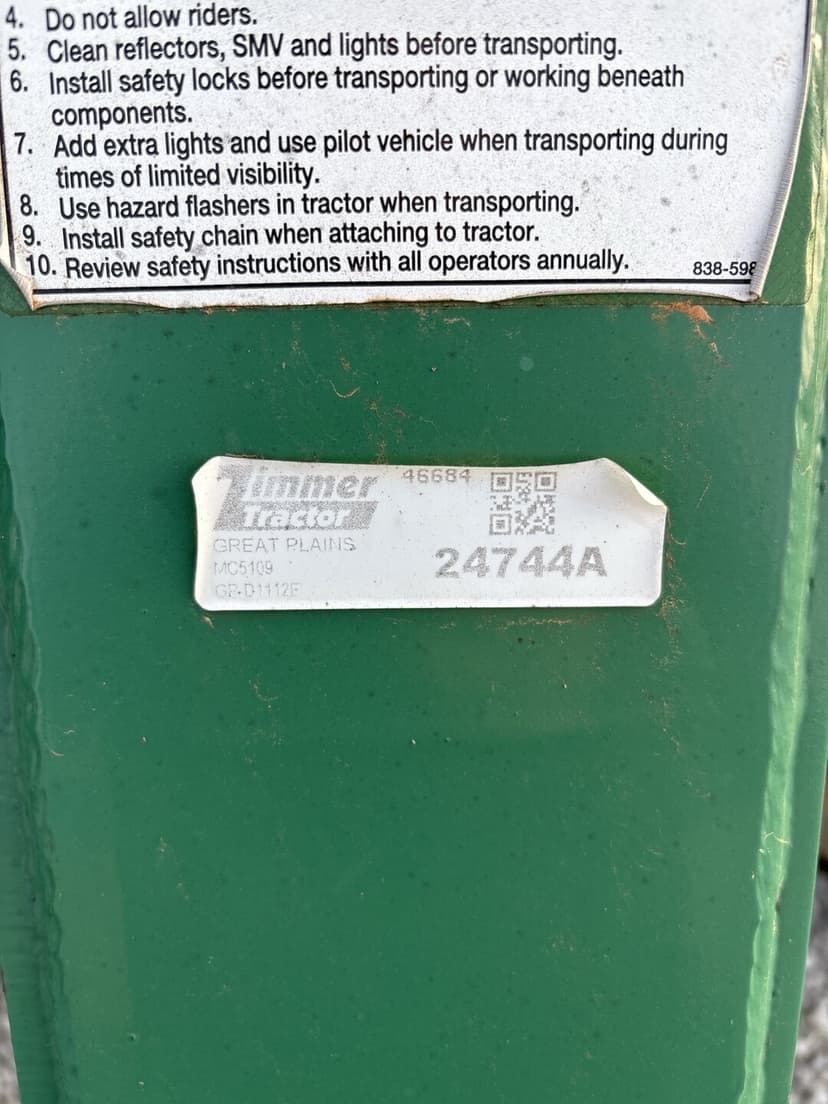 4. Do not allow riders.
5. Clean reflectors, SMV and lights before transporting.
6. Install safety locks before transporting or working beneath
components.
7. Add extra lights and use pilot vehicle when transporting during
times of limited visibility.
8. Use hazard flashers in tractor when transporting.
9. Install safety chain when attaching to tractor.
10. Review safety instructions with all operators annually.
838-598
Zimmer
Tractor
46684
GREAT PLAINS
MC5109
GP-D1112F
24744A